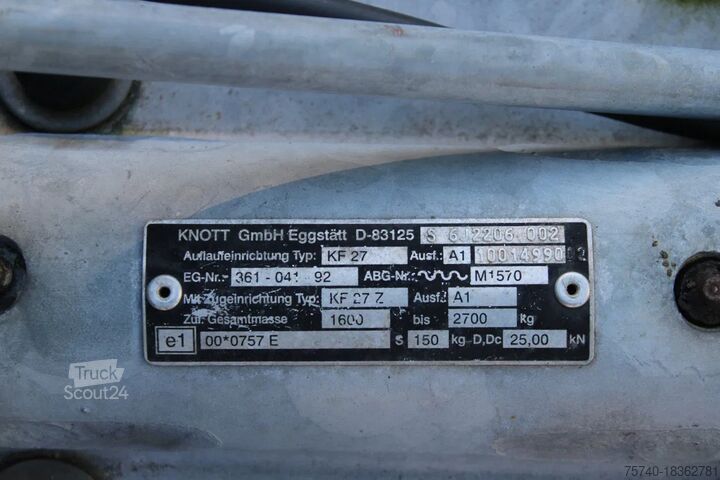 KNOTT GmbH Eggstätt D-83125 S 6J2206.002
Auflaufeinrichtung Typ: KF 27 Ausf.: A1
EG-Nr.: 361-041-92 ABG-Nr.: M1570
Mit Zugeinrichtung Typ: KF 27 Z Ausf.: A1
Zul. Gesamtmasse 1600 bis 2700 kg
e1 00*0757 E S 150 kg D,Dc 25,00 kN
Truck
Scout24
75740-18362781